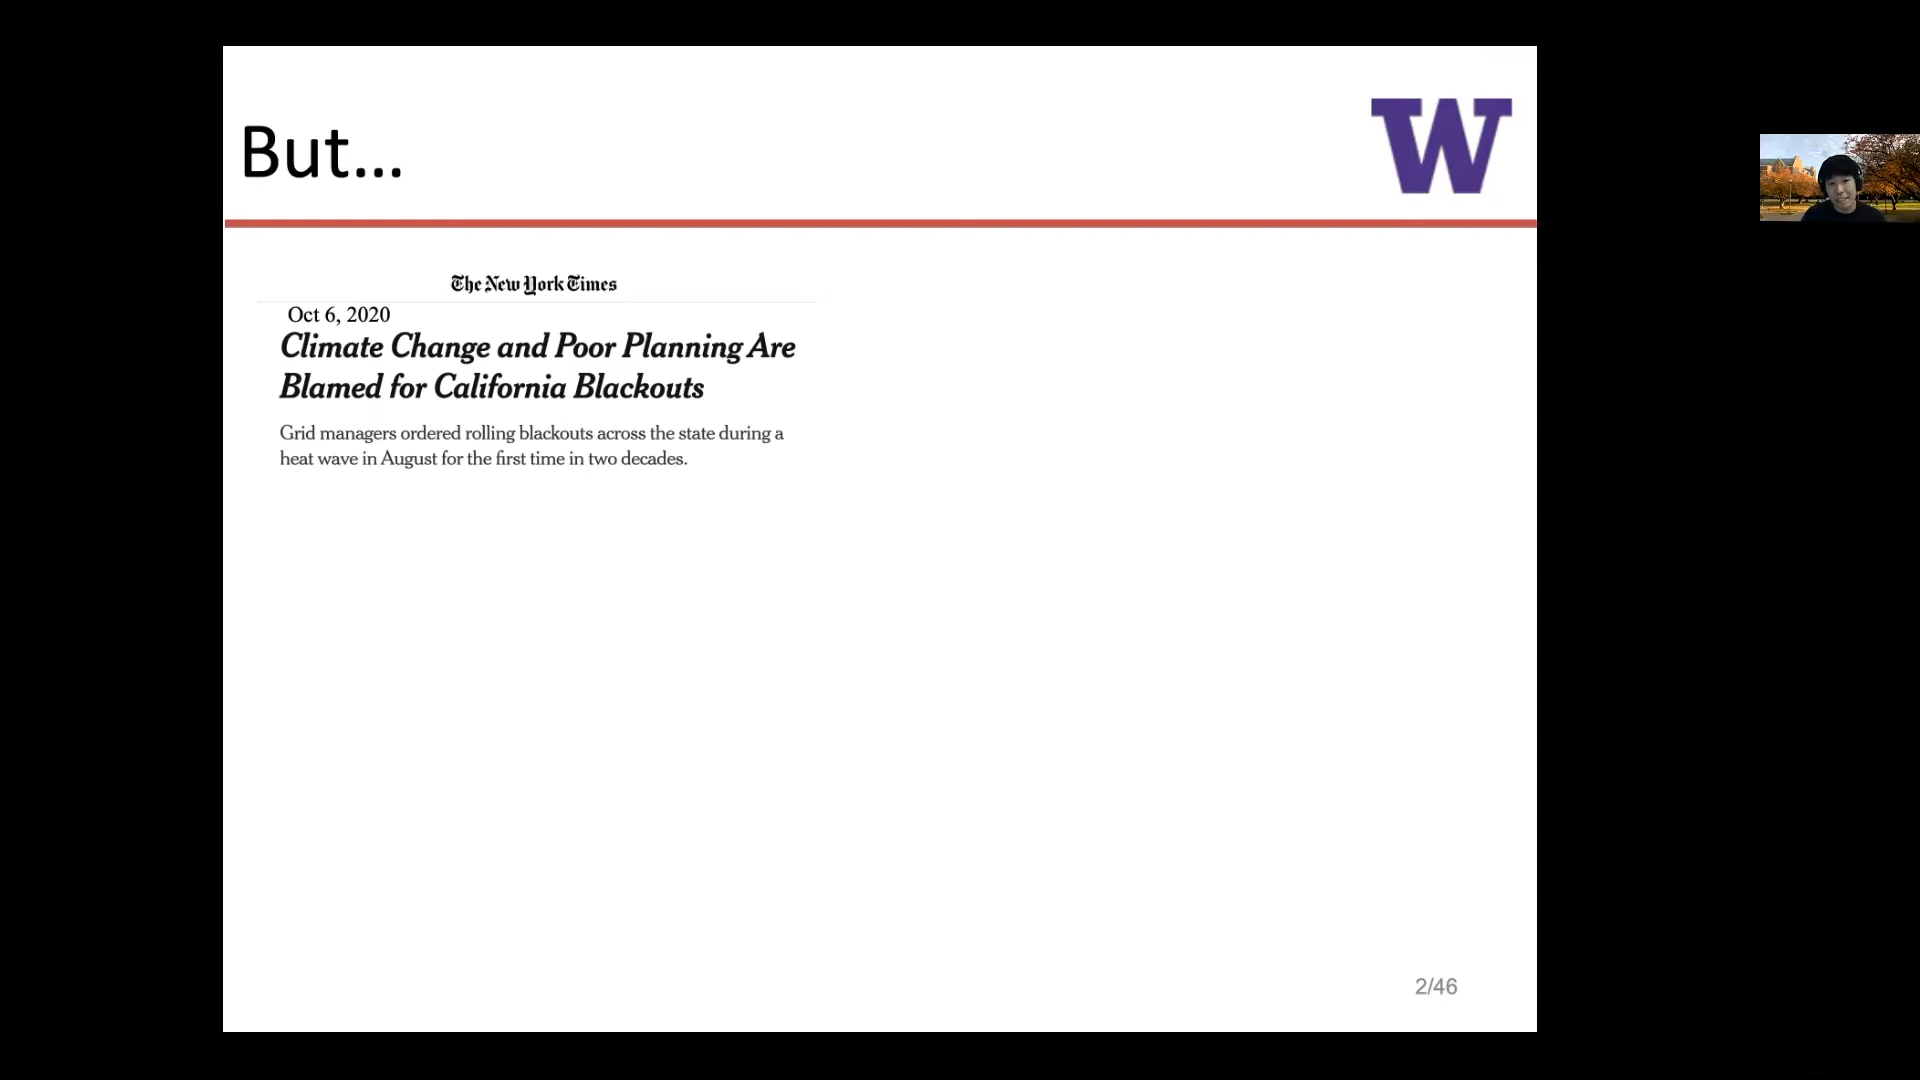 But...
W
The New York Times
Oct 6, 2020
Climate Change and Poor Planning Are
Blamed for California Blackouts
Grid managers ordered rolling blackouts across the state during a
heat wave in August for the first time in two decades.
2/46